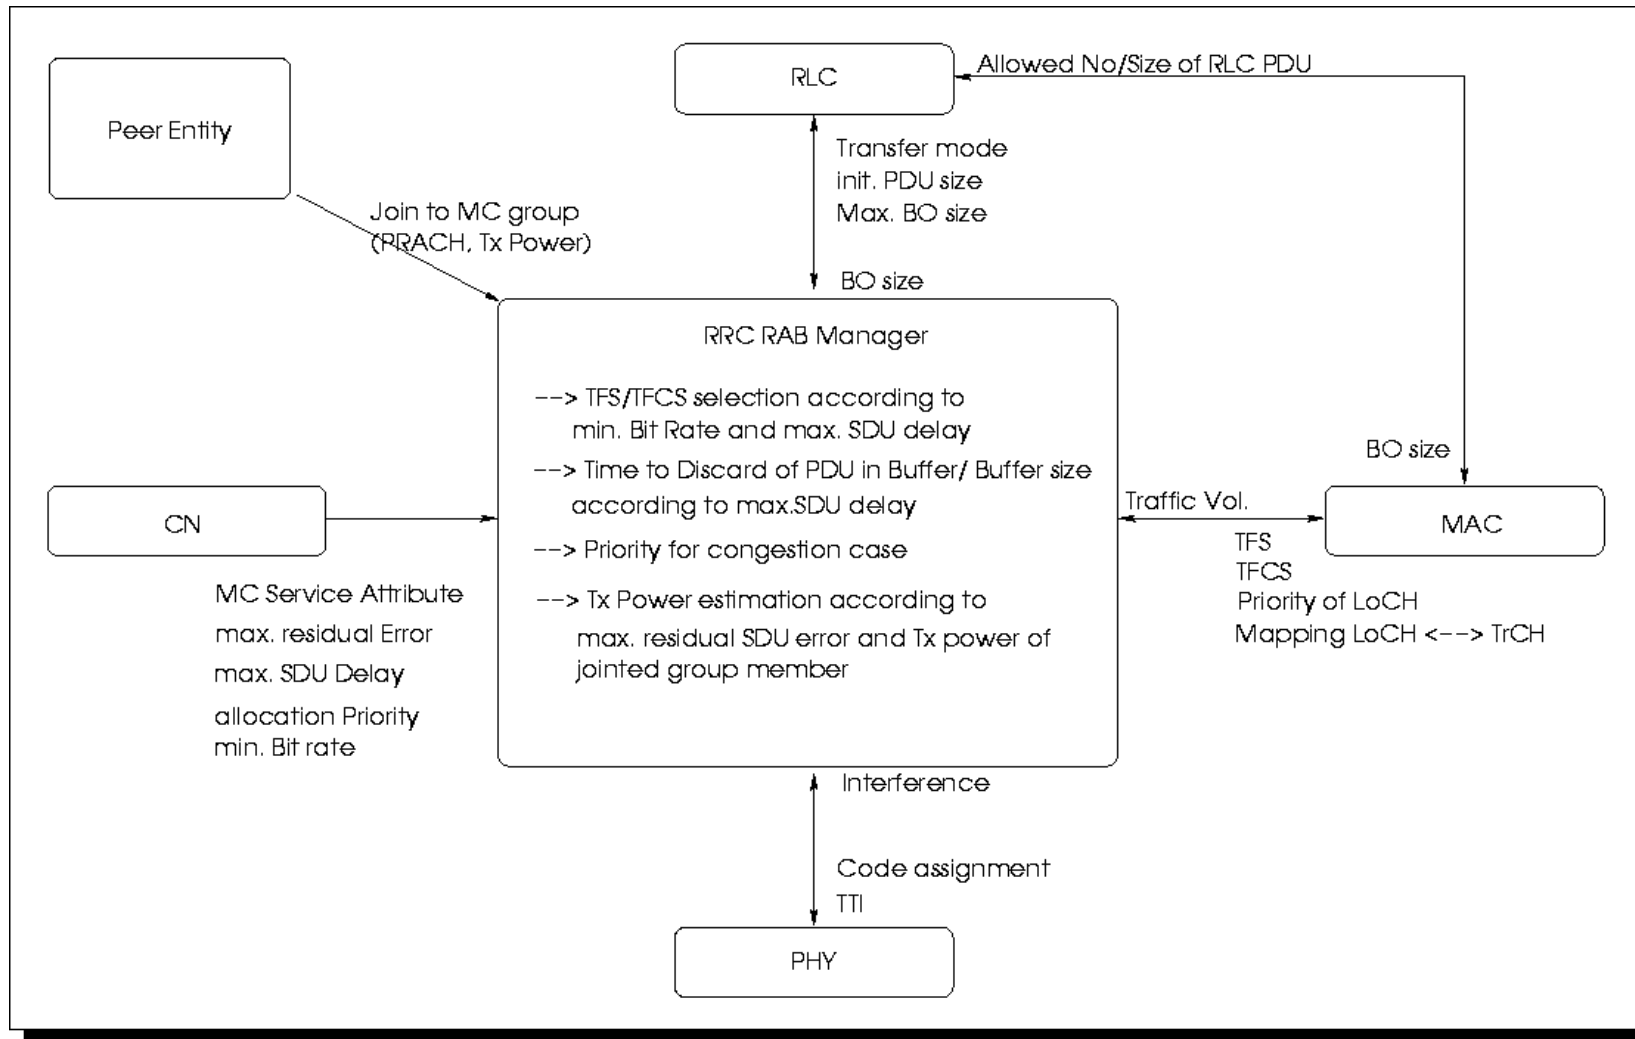 Peer Entity
RLC
Allowed No/Size of RLC PDU
Transfer mode
init. PDU size
Max. BO size
Join to MC group
(PRACH, Tx Power)
BO size
RRC RAB Manager
--> TFS/TFCS selection according to
min. Bit Rate and max. SDU delay
--> Time to Discard of PDU in Buffer/ Buffer size
according to max.SDU delay
--> Priority for congestion case
--> Tx Power estimation according to
max. residual SDU error and Tx power of
jointed group member
CN
MC Service Attribute
max. residual Error
max. SDU Delay
allocation Priority
min. Bit rate
BO size
Traffic Vol.
MAC
TFS
TFCS
Priority of LoCH
Mapping LoCH <--> TrCH
Interference
Code assignment
TTI
PHY